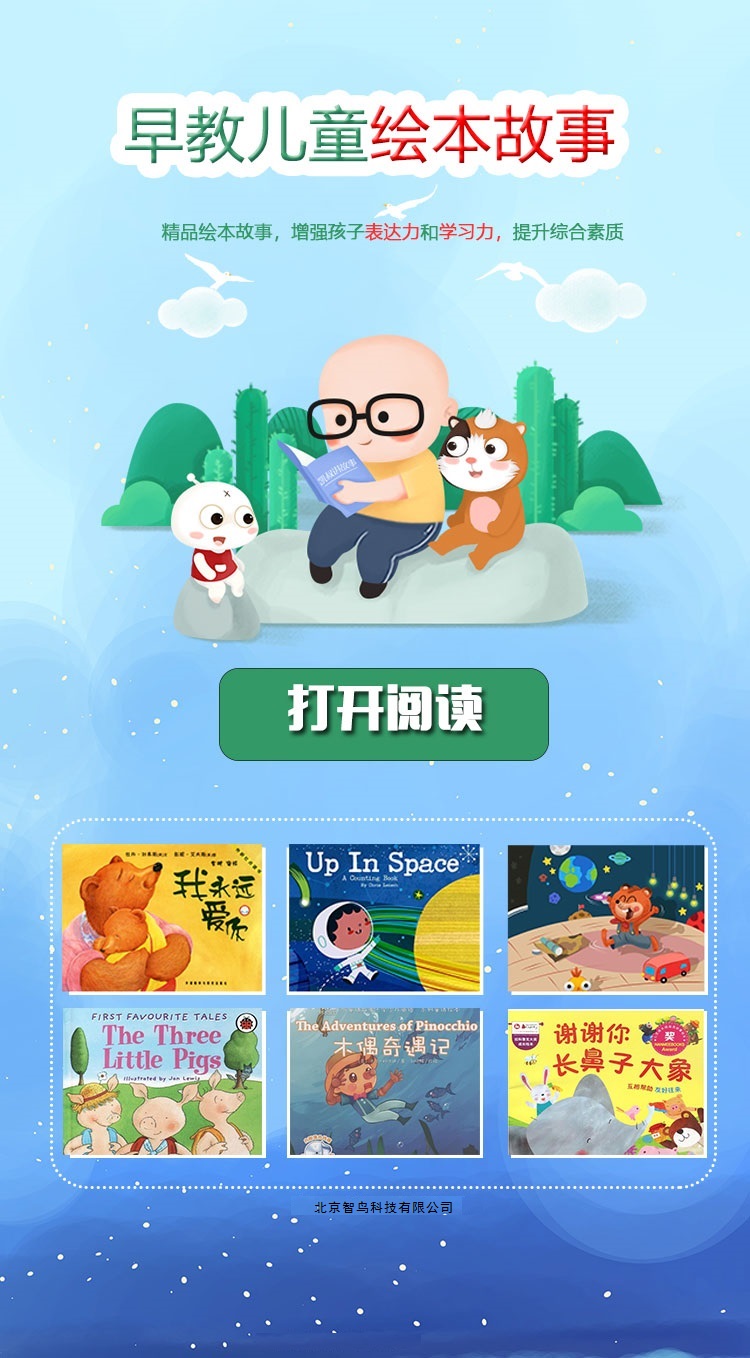 早教儿童绘本故事
精品绘本故事，增强孩子表达力和学习力，提升综合素质
打开阅读
我永远
爱你
Up In Space
A Counting Book
FIRST FAVOURITE TALES
The Three
Little Pigs
Illustrated by Jan Lewis
The Adventures of Pinocchio
木偶奇遇记
谢谢你
长鼻子大象
奖
互相帮助 友好往来
北京智鸟科技有限公司